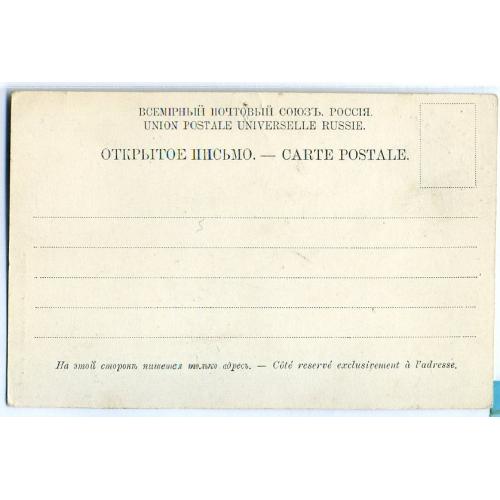 ВСЕМІРНЫЙ ПОЧТОВЫЙ СОЮЗЪ. РОССІЯ.
UNION POSTALE UNIVERSELLE RUSSIE.
ОТКРЫТОЕ ПИСЬМО. — CARTE POSTALE.
5
На этой сторонѣ пишется только адресъ. — Côté reservé exclusivement à l'adresse.